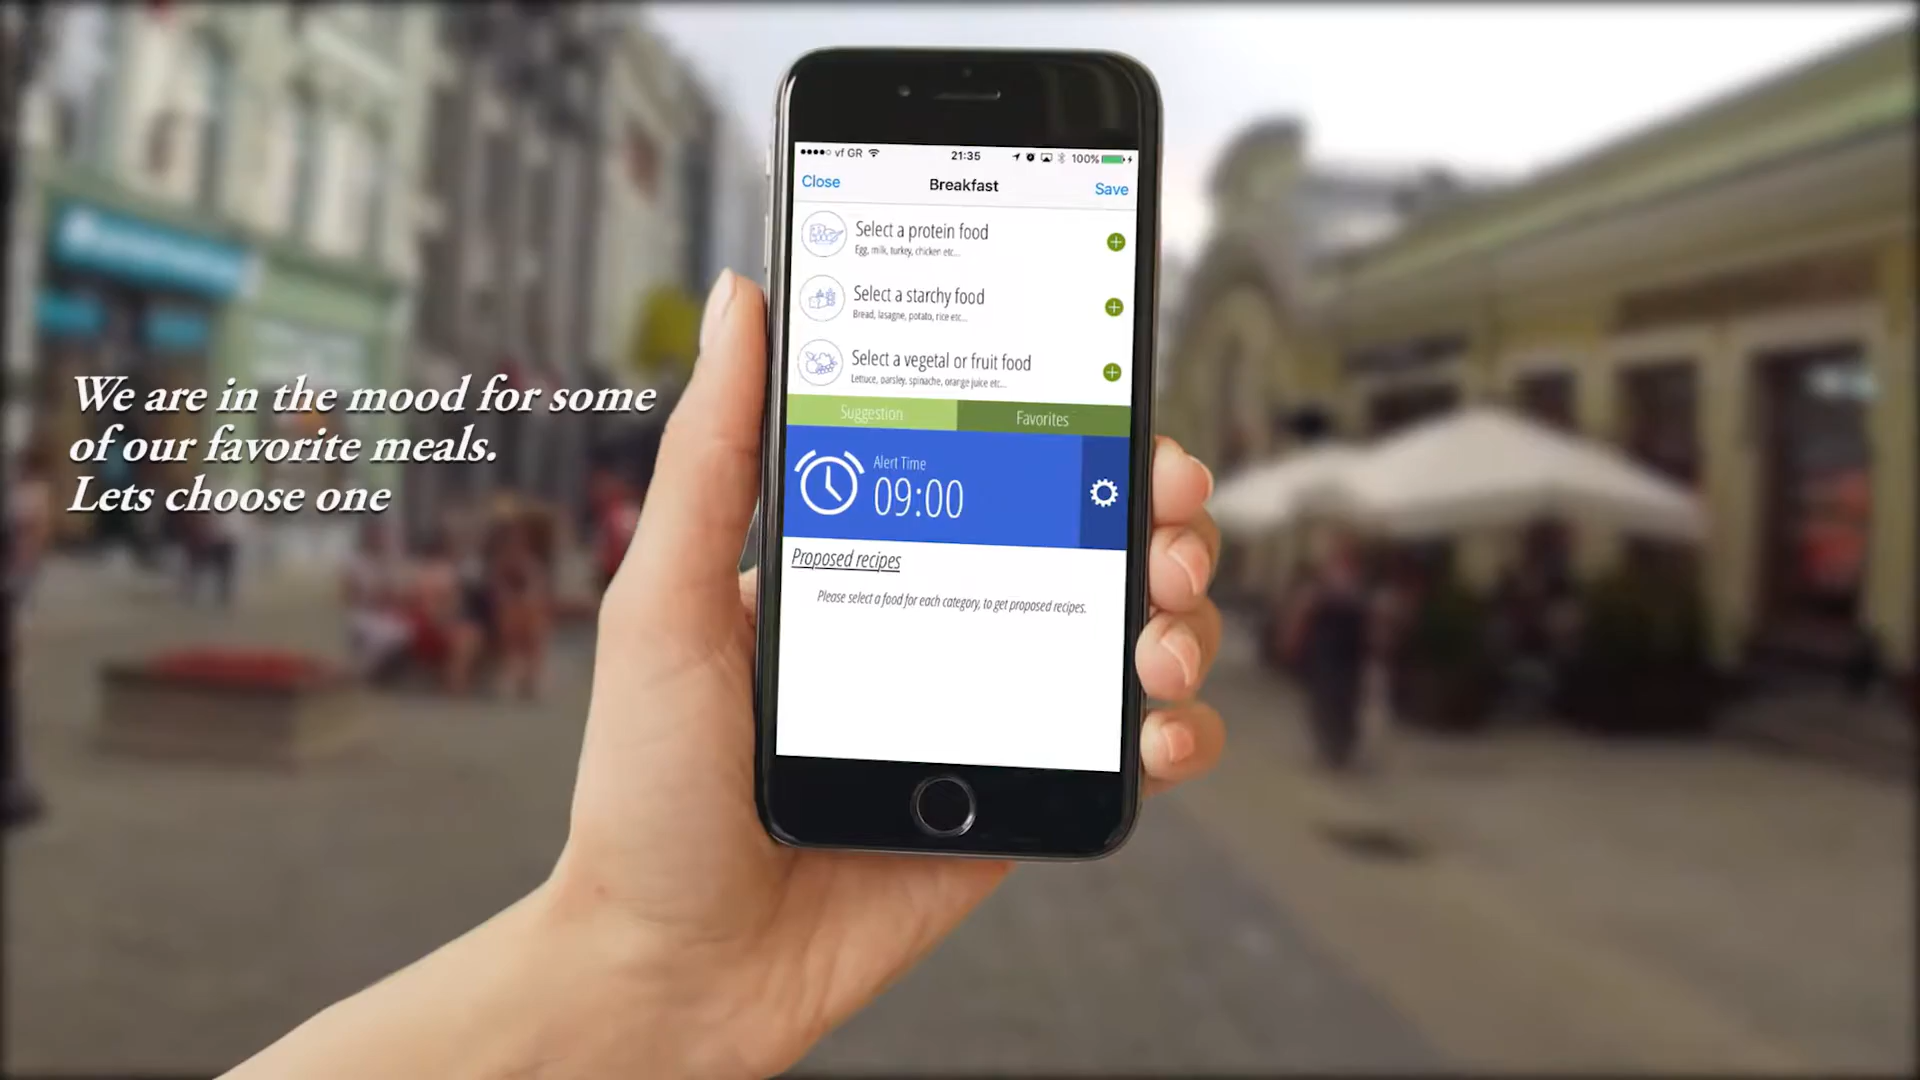 We are in the mood for some
of our favorite meals.
Lets choose one
vf GR
21:35
100%
Close
Breakfast
Save
Select a protein food
Egg, milk, turkey, chicken etc...
Select a starchy food
Bread, lasagne, potato, rice etc...
Select a vegetal or fruit food
Lettuce, parsley, spinache, orange juice etc...
Suggestion
Favorites
Alert Time
09:00
Proposed recipes
Please select a food for each category, to get proposed recipes.